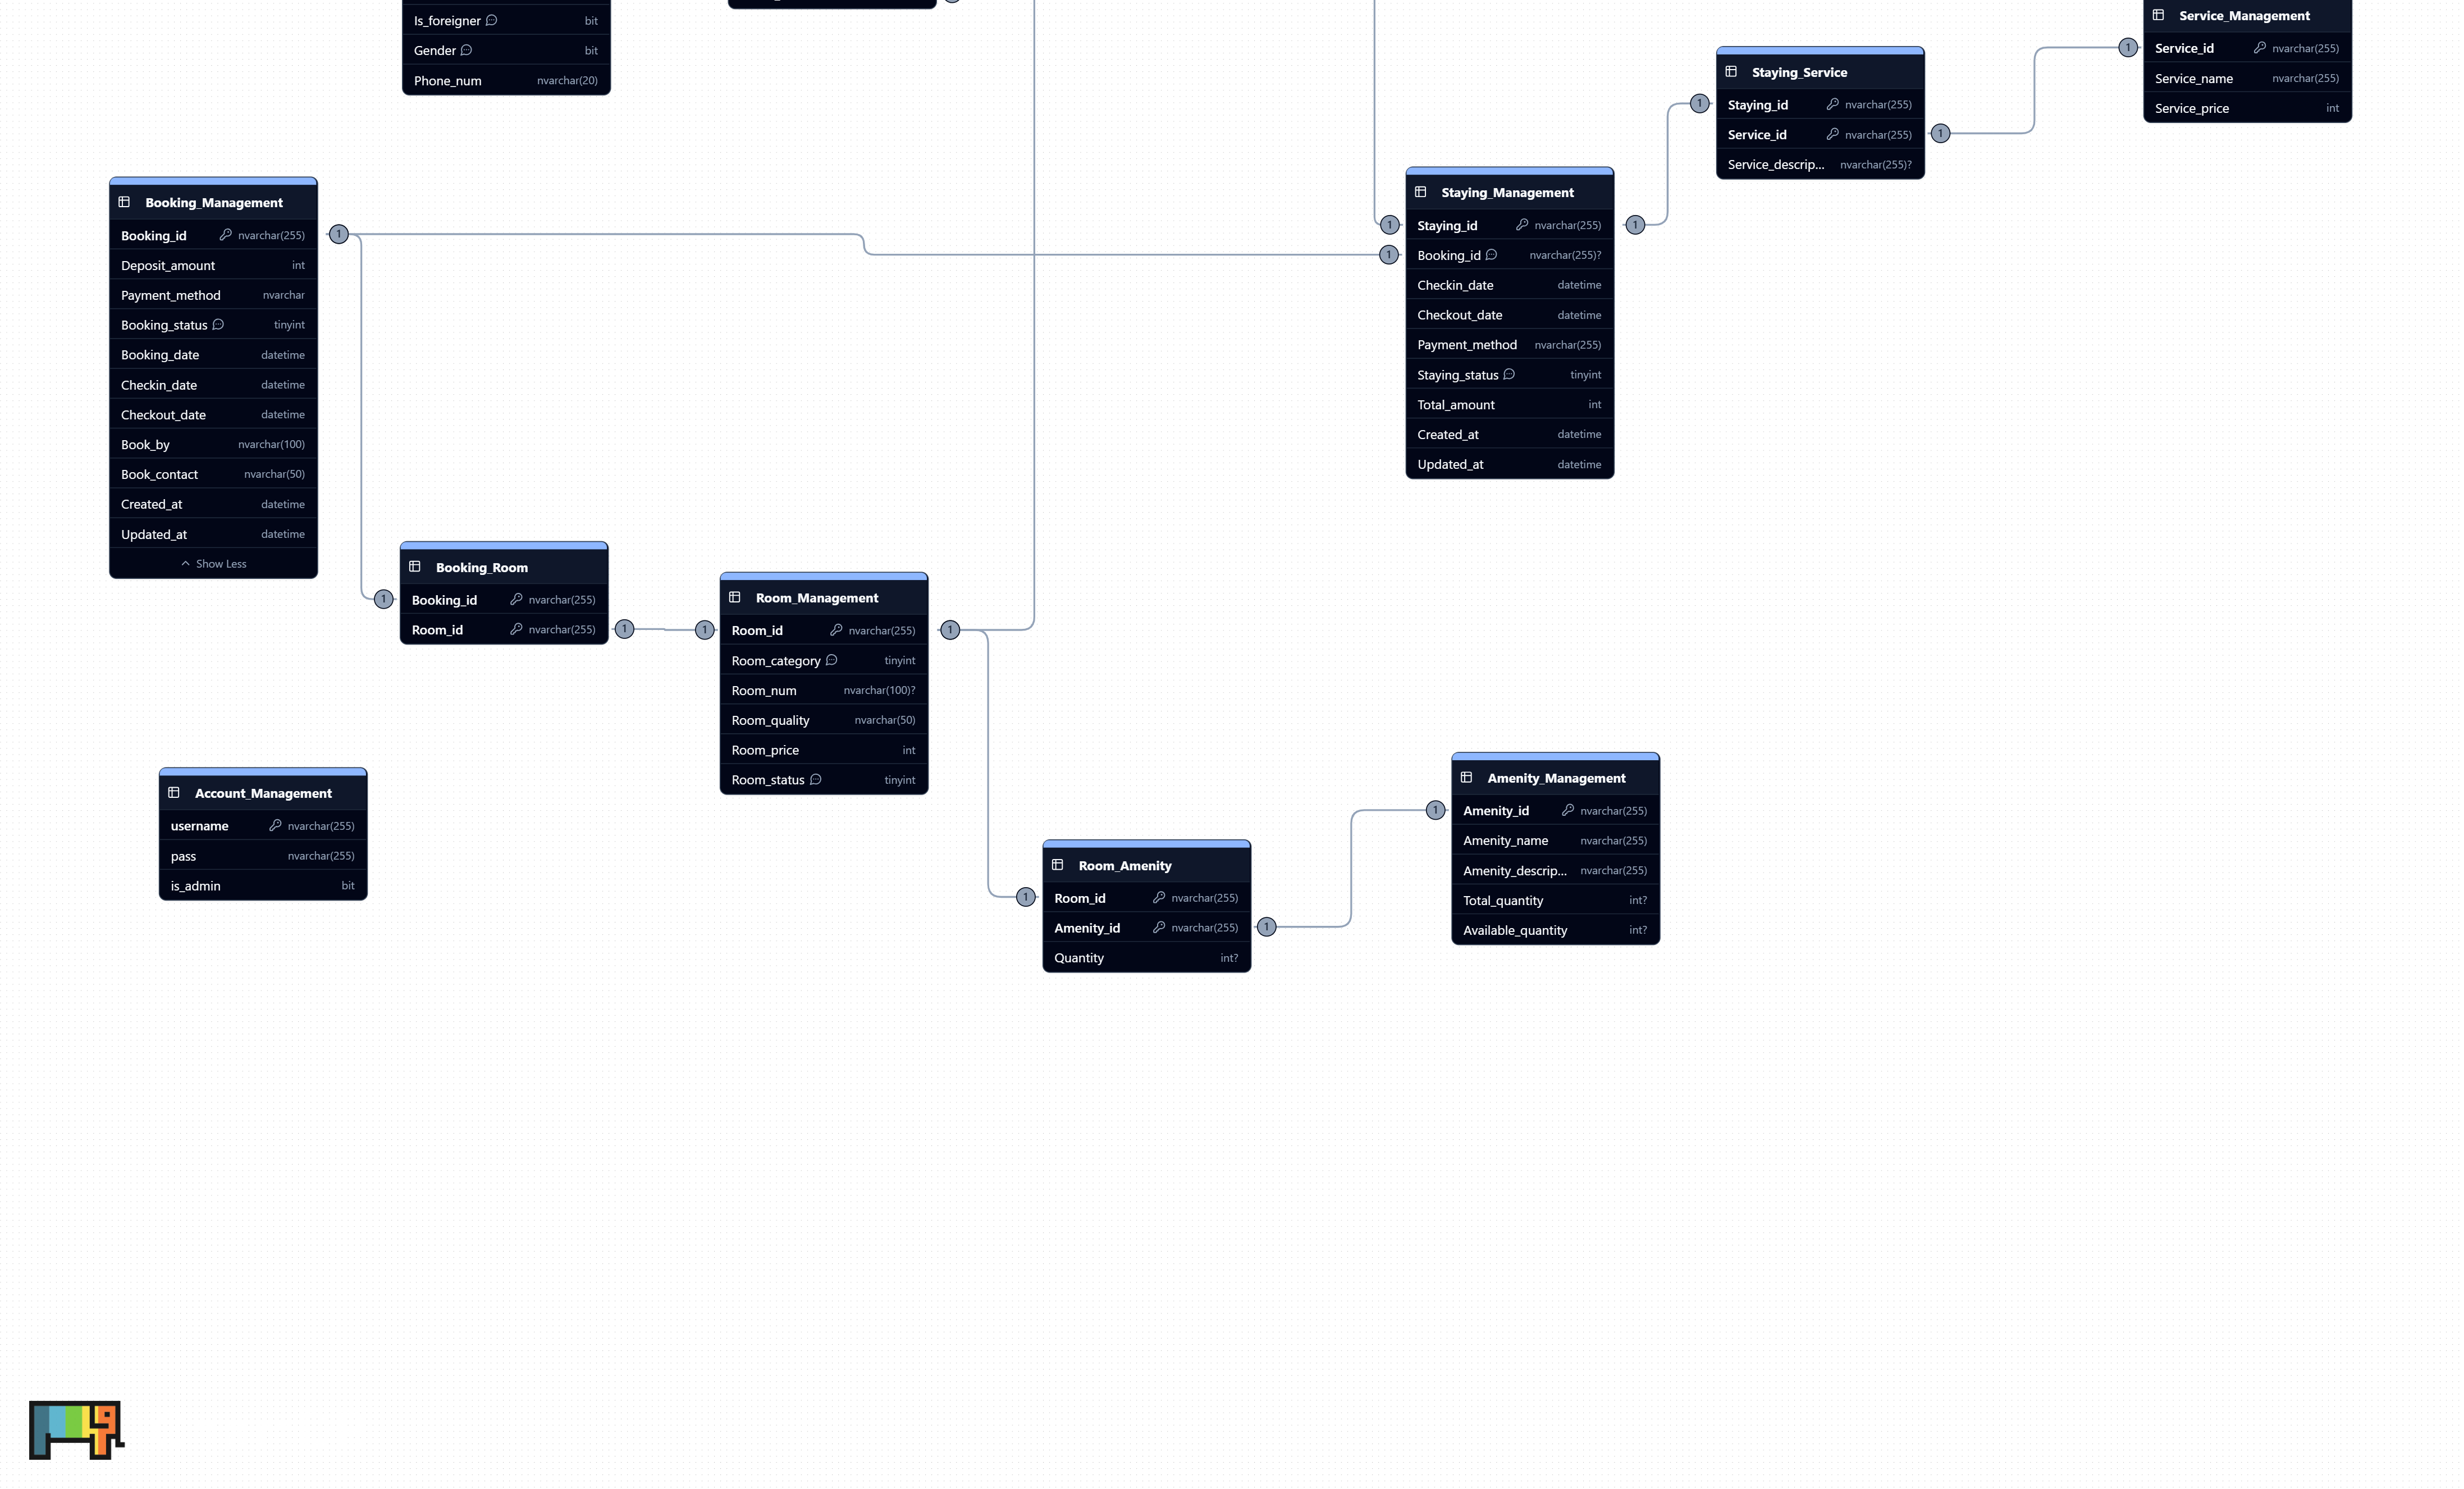 Is_foreigner bit
Gender bit
Phone_num nvarchar(20)
Service_Management
Service_id nvarchar(255)
Service_name nvarchar(255)
Service_price int
Staying_Service
Staying_id nvarchar(255)
Service_id nvarchar(255)
Service_descrip... nvarchar(255)?
1
1
1
1
Staying_Management
Staying_id nvarchar(255)
Booking_id nvarchar(255)?
Checkin_date datetime
Checkout_date datetime
Payment_method nvarchar(255)
Staying_status tinyint
Total_amount int
Created_at datetime
Updated_at datetime
1
1
Booking_Management
Booking_id nvarchar(255)
Deposit_amount int
Payment_method nvarchar
Booking_status tinyint
Booking_date datetime
Checkin_date datetime
Checkout_date datetime
Book_by nvarchar(100)
Book_contact nvarchar(50)
Created_at datetime
Updated_at datetime
Show Less
1
1
Booking_Room
Booking_id nvarchar(255)
Room_id nvarchar(255)
1
1
Room_Management
Room_id nvarchar(255)
Room_category tinyint
Room_num nvarchar(100)?
Room_quality nvarchar(50)
Room_price int
Room_status tinyint
1
Account_Management
username nvarchar(255)
pass nvarchar(255)
is_admin bit
1
Room_Amenity
Room_id nvarchar(255)
Amenity_id nvarchar(255)
Quantity int?
1
1
Amenity_Management
Amenity_id nvarchar(255)
Amenity_name nvarchar(255)
Amenity_descrip... nvarchar(255)
Total_quantity int?
Available_quantity int?